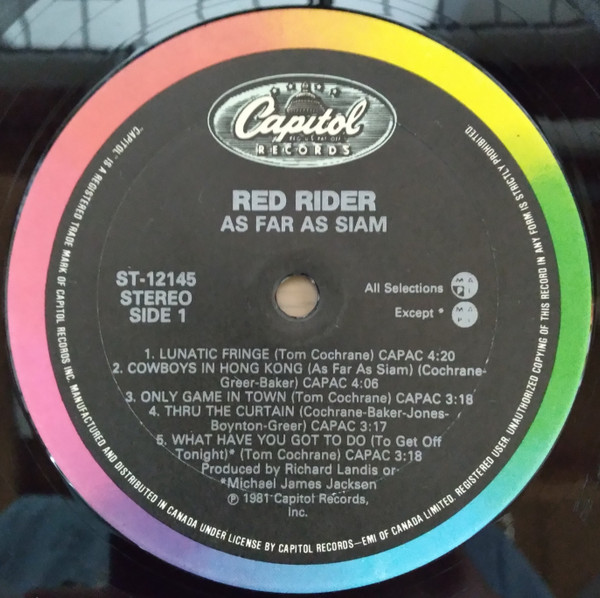 Capitol
RECORDS
RED RIDER
AS FAR AS SIAM
ST-12145
STEREO
SIDE 1
All Selections
Except *
1. LUNATIC FRINGE (Tom Cochrane) CAPAC 4:20
2. COWBOYS IN HONG KONG (As Far As Siam) (Cochrane-
Greer-Baker) CAPAC 4:06
3. ONLY GAME IN TOWN (Tom Cochrane) CAPAC 3:18
4. THRU THE CURTAIN (Cochrane-Baker-Jones-
Boynton-Greer) CAPAC 3:17
5. WHAT HAVE YOU GOT TO DO (To Get Off
Tonight)* (Tom Cochrane) CAPAC 3:18
Produced by Richard Landis or
*Michael James Jacksen
℗ 1981 Capitol Records,
Inc.
"CAPITOL" IS A REGISTERED TRADE MARK OF CAPITOL RECORDS INC. MANUFACTURED AND DISTRIBUTED IN CANADA UNDER LICENSE BY CAPITOL RECORDS—EMI OF CANADA LIMITED. REGISTERED USER. UNAUTHORIZED COPYING OF THIS RECORD IN ANY FORM IS STRICTLY PROHIBITED.